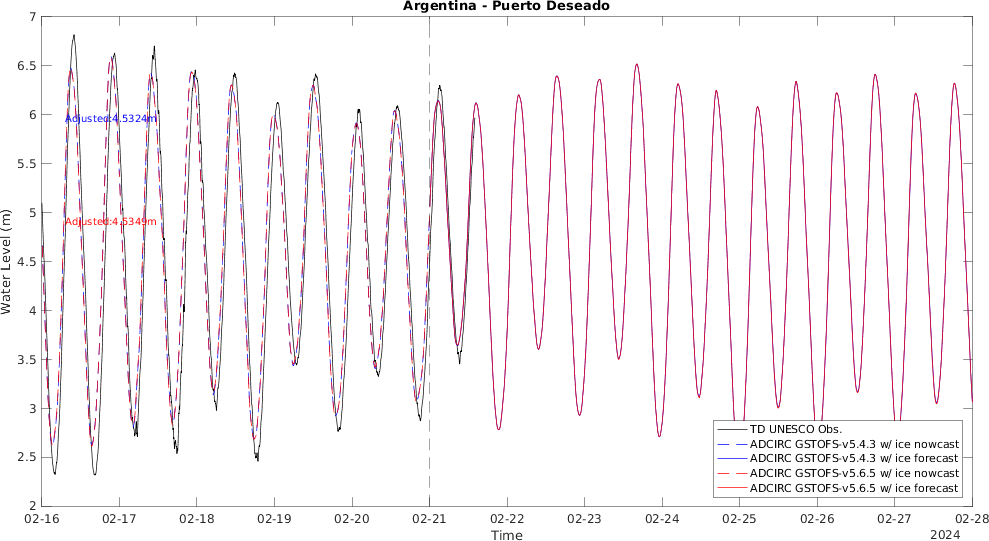 Argentina - Puerto Deseado
7
6.5
6
5.5
5
4.5
4
3.5
3
2.5
2
Water Level (m)
Adjusted:4.5324m
Adjusted:4.5349m
TD UNESCO Obs.
ADCIRC GSTOFS-v5.4.3 w/ ice nowcast
ADCIRC GSTOFS-v5.4.3 w/ ice forecast
ADCIRC GSTOFS-v5.6.5 w/ ice nowcast
ADCIRC GSTOFS-v5.6.5 w/ ice forecast
02-16 02-17 02-18 02-19 02-20 02-21 02-22 02-23 02-24 02-25 02-26 02-27 02-28
Time
2024